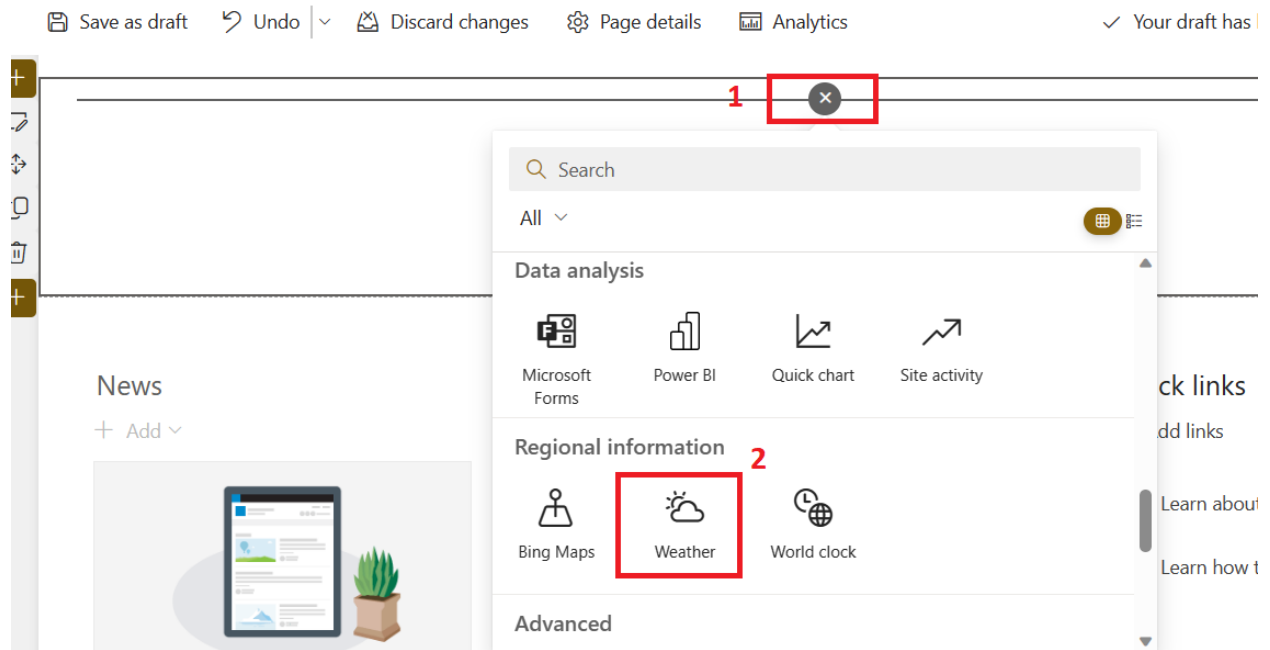 Save as draft Undo Discard changes Page details Analytics Your draft has
1
Search
All
Data analysis
Microsoft Forms Power BI Quick chart Site activity
News
Add
ck links
dd links
Regional information
2
Bing Maps Weather World clock
Learn about
Learn how t
Advanced